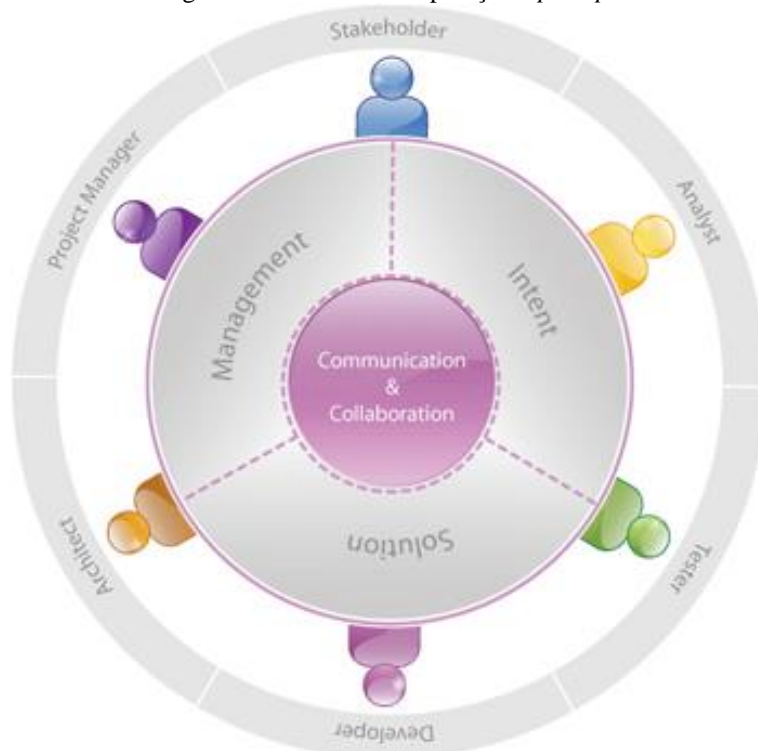 Stakeholder
Project Manager
Analyst
Management
Intent
Communication
&
Collaboration
Solution
Architect
Tester
Developer